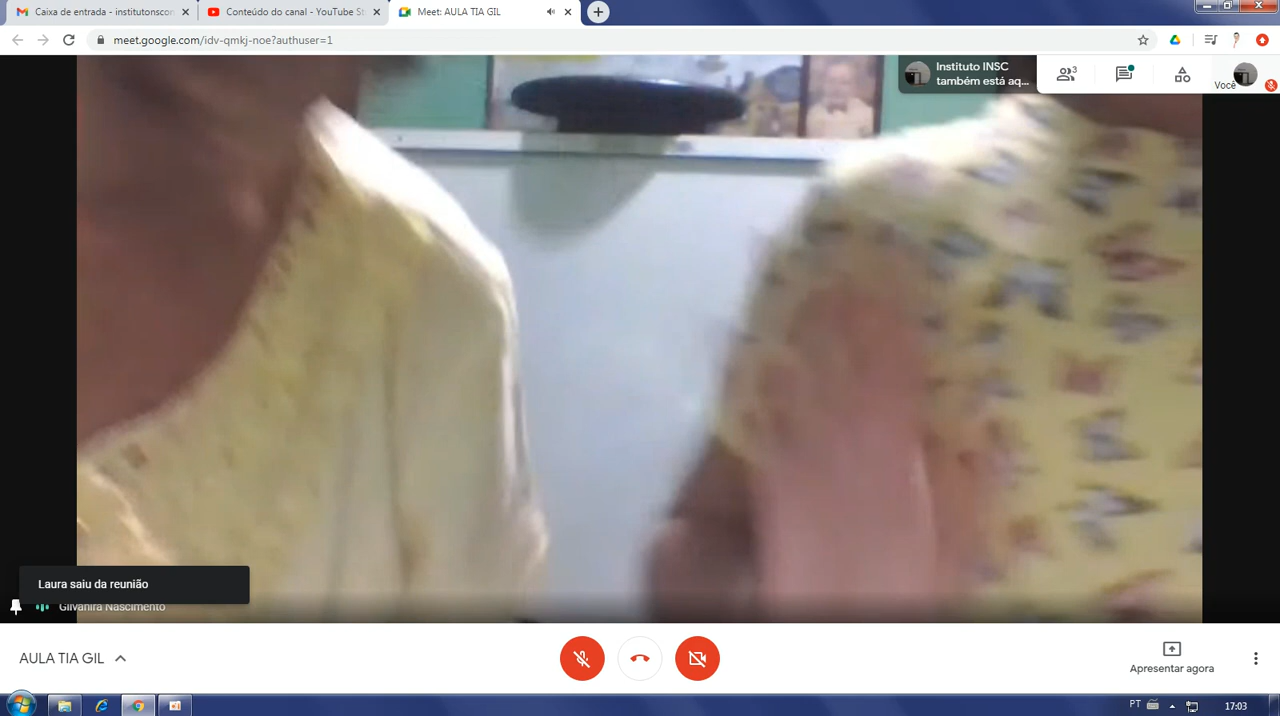 Caixa de entrada - institutonscon
Conteúdo do canal - YouTube St
Meet: AULA TIA GIL
meet.google.com/idv-qmkj-noe?authuser=1
Instituto INSC
também está aq...
3
Você
Laura saiu da reunião
Gilvanira Nascimento
AULA TIA GIL
Apresentar agora
PT
17:03